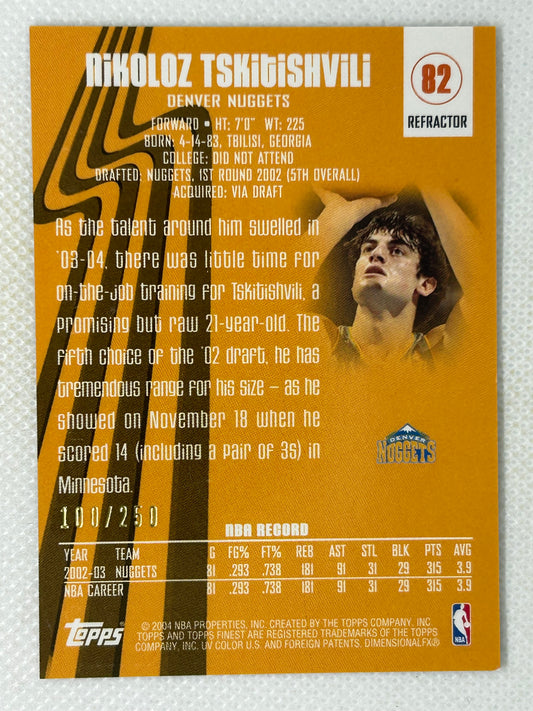 NIKOLOZ TSKITISHVILI
82
DENVER NUGGETS
REFRACTOR
FORWARD • HT: 7'0" WT: 225
BORN: 4-14-83, TBILISI, GEORGIA
COLLEGE: DID NOT ATTEND
DRAFTED: NUGGETS, 1ST ROUND 2002 (5TH OVERALL)
ACQUIRED: VIA DRAFT
As the talent around him swelled in
'03-04, there was little time for
on-the-job training for Tskitishvili, a
promising but raw 21-year-old. The
fifth choice of the '02 draft, he has
tremendous range for his size – as he
showed on November 18 when he
scored 14 (including a pair of 3s) in
Minnesota.
DENVER
NUGGETS
100/250
NBA RECORD
YEAR TEAM G FG% FT% REB AST STL BLK PTS AVG
2002-03 NUGGETS 81 .293 .738 181 91 31 29 315 3.9
NBA CAREER 81 .293 .738 181 91 31 29 315 3.9
Topps
© 2004 NBA PROPERTIES, INC. CREATED BY THE TOPPS COMPANY, INC.
TOPPS AND TOPPS FINEST ARE REGISTERED TRADEMARKS OF THE TOPPS
COMPANY, INC. UV COLOR U.S. AND FOREIGN PATENTS, DIMENSIONALFX®
NBA